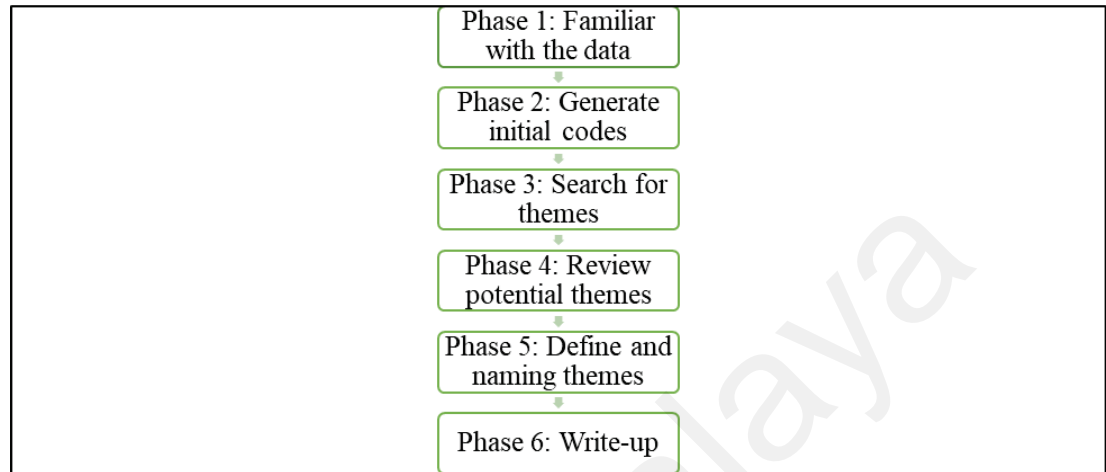 Phase 1: Familiar
with the data
Phase 2: Generate
initial codes
Phase 3: Search for
themes
Phase 4: Review
potential themes
Phase 5: Define and
naming themes
Phase 6: Write-up
alaya